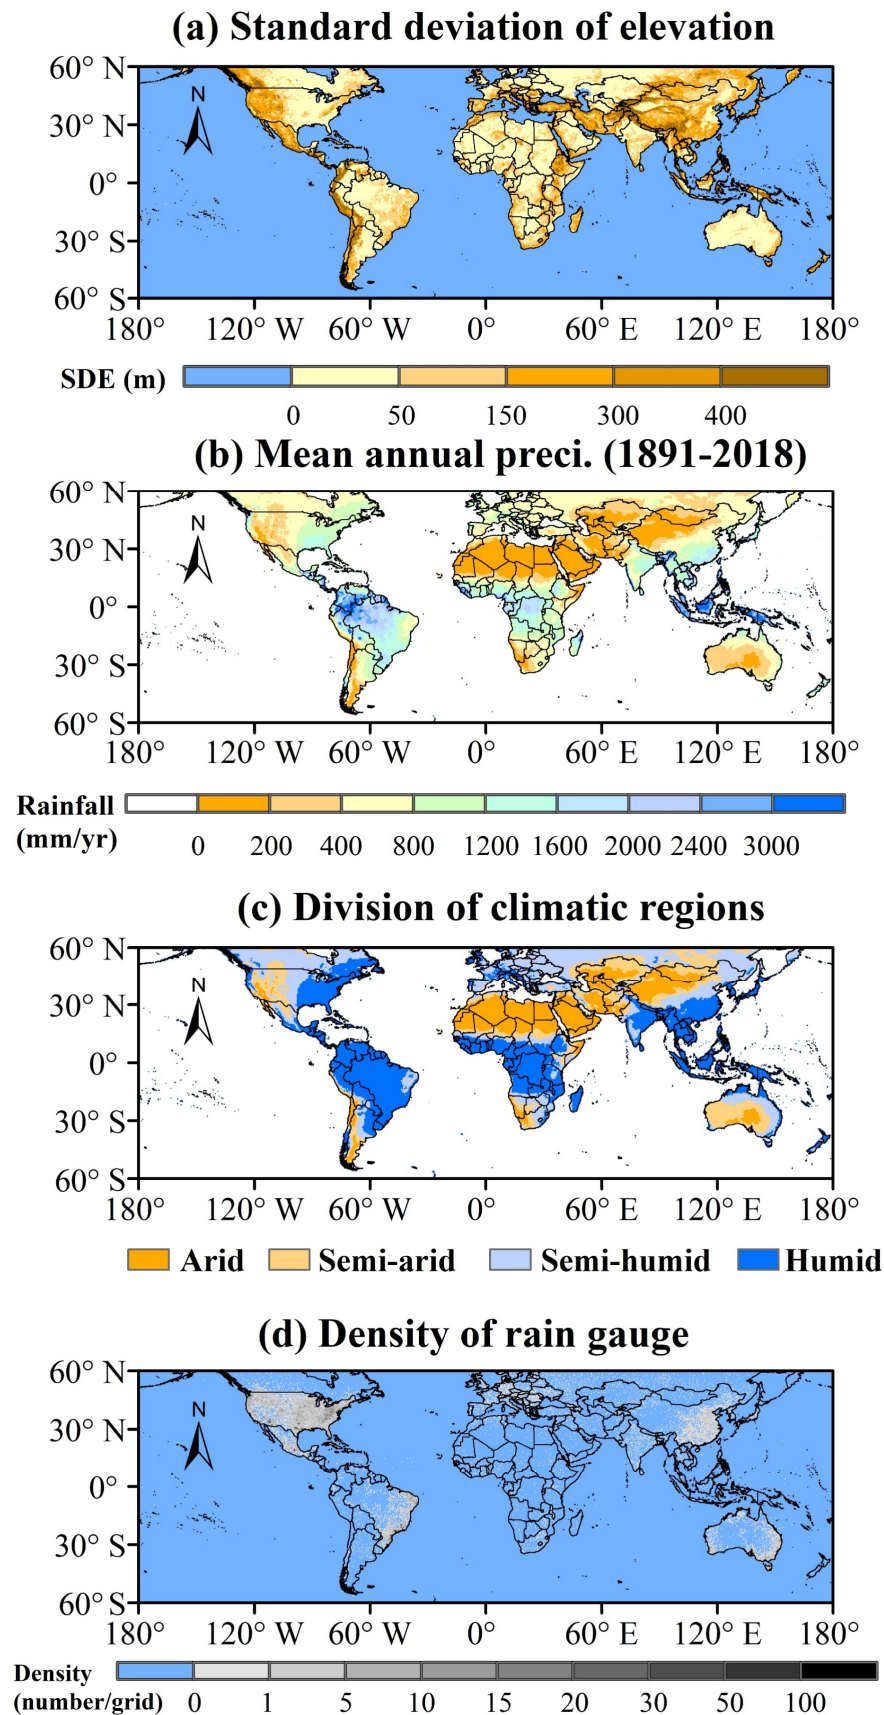 (a) Standard deviation of elevation
60° N
N
30° N
0°
30° S
60° S
180° 120° W 60° W 0° 60° E 120° E 180°
SDE (m)
0 50 150 300 400
(b) Mean annual preci. (1891-2018)
60° N
N
30° N
0°
30° S
60° S
180° 120° W 60° W 0° 60° E 120° E 180°
Rainfall
(mm/yr) 0 200 400 800 1200 1600 2000 2400 3000
(c) Division of climatic regions
60° N
N
30° N
0°
30° S
60° S
180° 120° W 60° W 0° 60° E 120° E 180°
Arid Semi-arid Semi-humid Humid
(d) Density of rain gauge
60° N
N
30° N
0°
30° S
60° S
180° 120° W 60° W 0° 60° E 120° E 180°
Density
(number/grid) 0 1 5 10 15 20 30 50 100